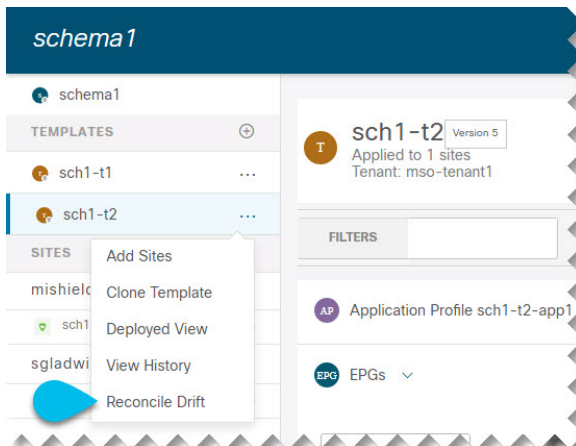 schema1
schema1
TEMPLATES
sch1-t1
...
sch1-t2
...
SITES
mishield
sch1
sgladwi
Add Sites
Clone Template
Deployed View
View History
Reconcile Drift
T
sch1-t2
Version 5
Applied to 1 sites
Tenant: mso-tenant1
FILTERS
AP
Application Profile sch1-t2-app1
EPG
EPGs